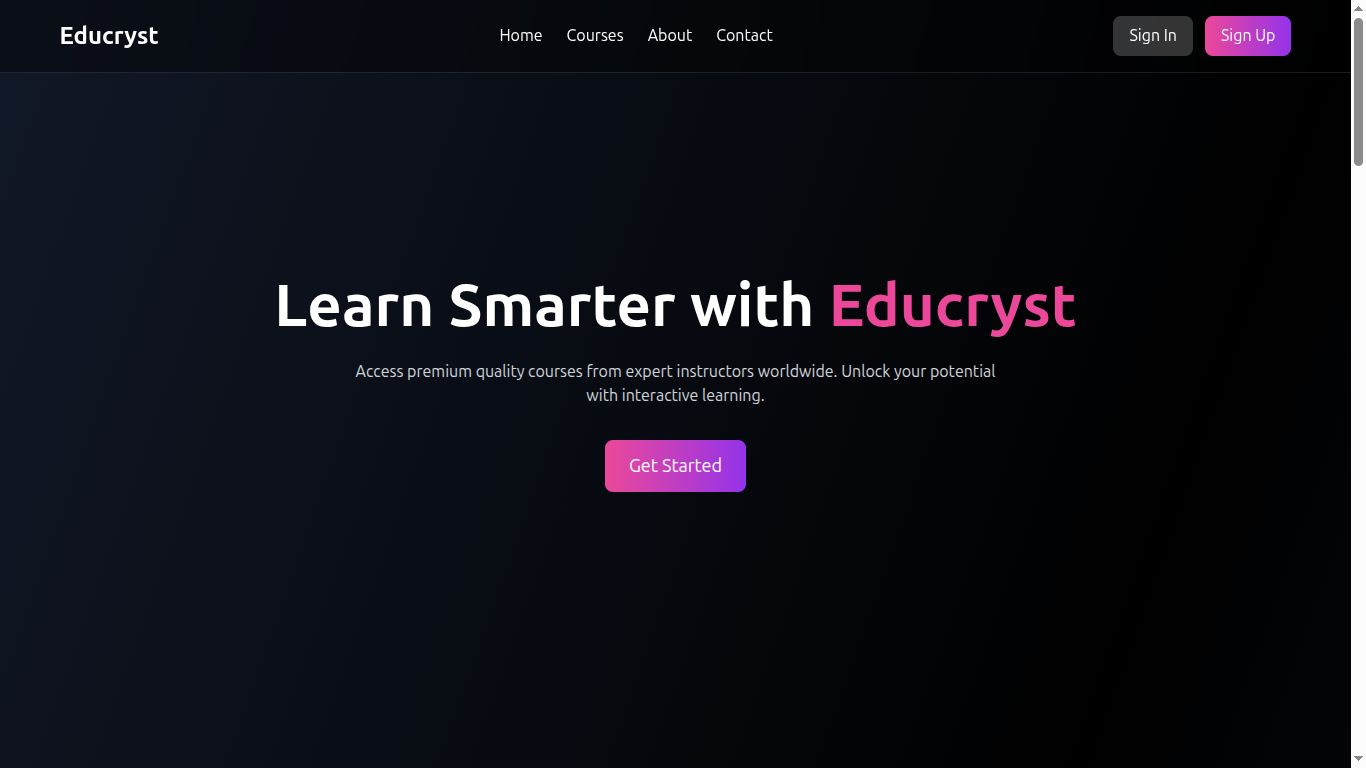 Educryst
Home Courses About Contact
Sign In Sign Up
Learn Smarter with Educryst
Access premium quality courses from expert instructors worldwide. Unlock your potential
with interactive learning.
Get Started